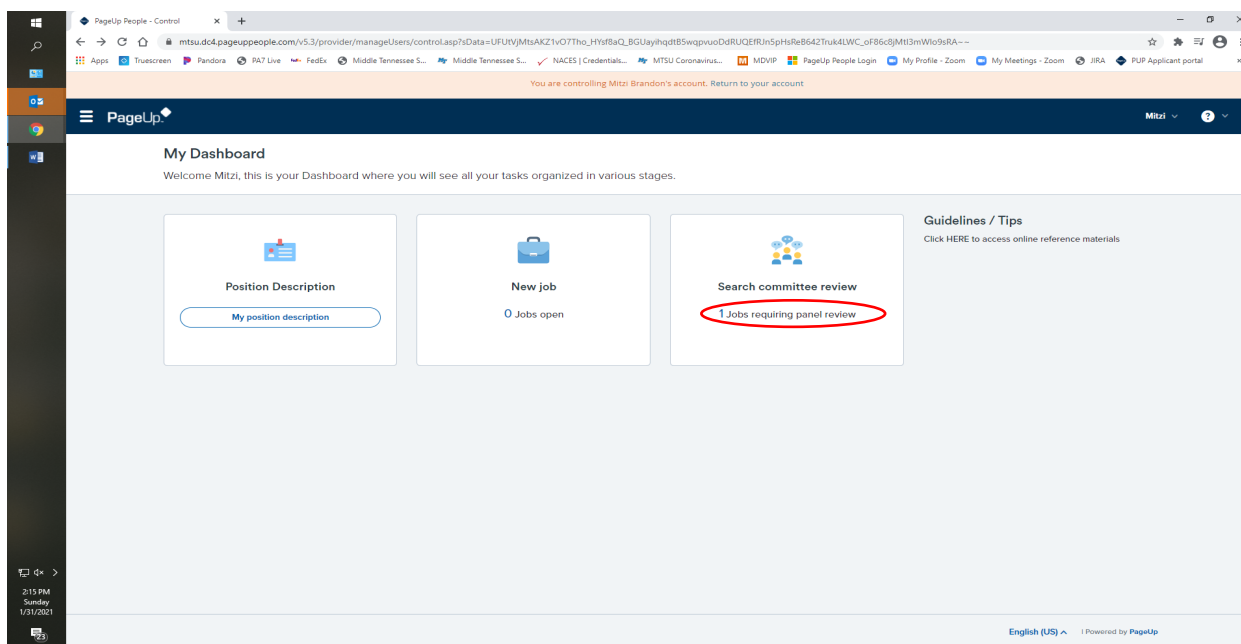 PageUp People - Control
mtsu.dc4.pageuppeople.com/v5.3/provider/manageUsers/control.asp?sData=UFUtVjMtsAKZ1vO7Tho_HYsf8aQ_BGUayihqdtB5wqpvuoDdRUQEfRJn5pHsReB642Truk4LWC_oF86c8jMtI3mWIo9sRA~~
Apps Truescreen Pandora PA7 Live FedEx Middle Tennessee S... Middle Tennessee S... NACES | Credentials... MTSU Coronavirus... MDVIP PageUp People Login My Profile - Zoom My Meetings - Zoom JIRA PUP Applicant portal
You are controlling Mitzi Brandon's account. Return to your account
PageUp.
Mitzi
My Dashboard
Welcome Mitzi, this is your Dashboard where you will see all your tasks organized in various stages.
Position Description
My position description
New job
0 Jobs open
Search committee review
1 Jobs requiring panel review
Guidelines / Tips
Click HERE to access online reference materials
2:15 PM
Sunday
1/31/2021
23
English (US)
| Powered by PageUp